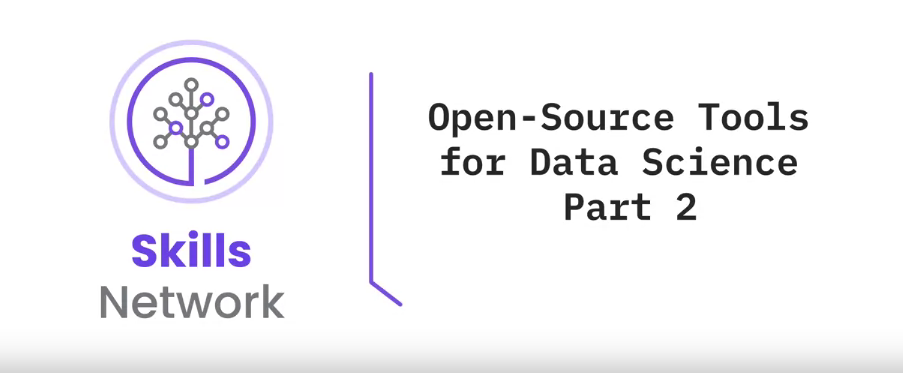 Skills
Network
Open-Source Tools
for Data Science
Part 2